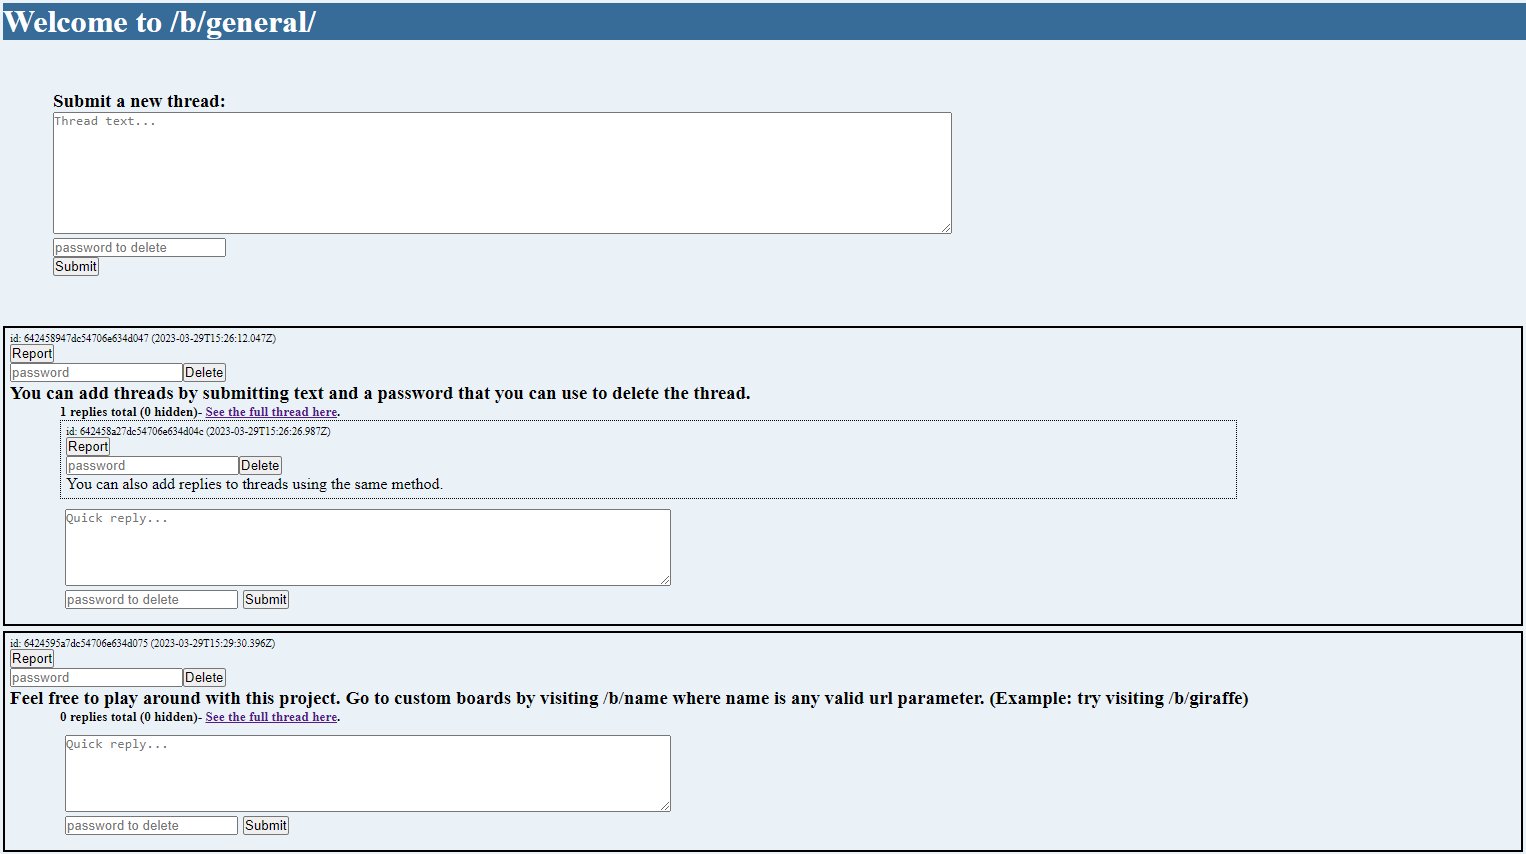 Welcome to /b/general/
Submit a new thread:
Thread text...
password to delete
Submit
id: 642458947dc54706e634d047 (2023-03-29T15:26:12.047Z)
Report
password Delete
You can add threads by submitting text and a password that you can use to delete the thread.
1 replies total (0 hidden)- See the full thread here.
id: 642458a27dc54706e634d04c (2023-03-29T15:26:26.987Z)
Report
password Delete
You can also add replies to threads using the same method.
Quick reply...
password to delete Submit
id: 6424595a7dc54706e634d075 (2023-03-29T15:29:30.396Z)
Report
password Delete
Feel free to play around with this project. Go to custom boards by visiting /b/name where name is any valid url parameter. (Example: try visiting /b/giraffe)
0 replies total (0 hidden)- See the full thread here.
Quick reply...
password to delete Submit